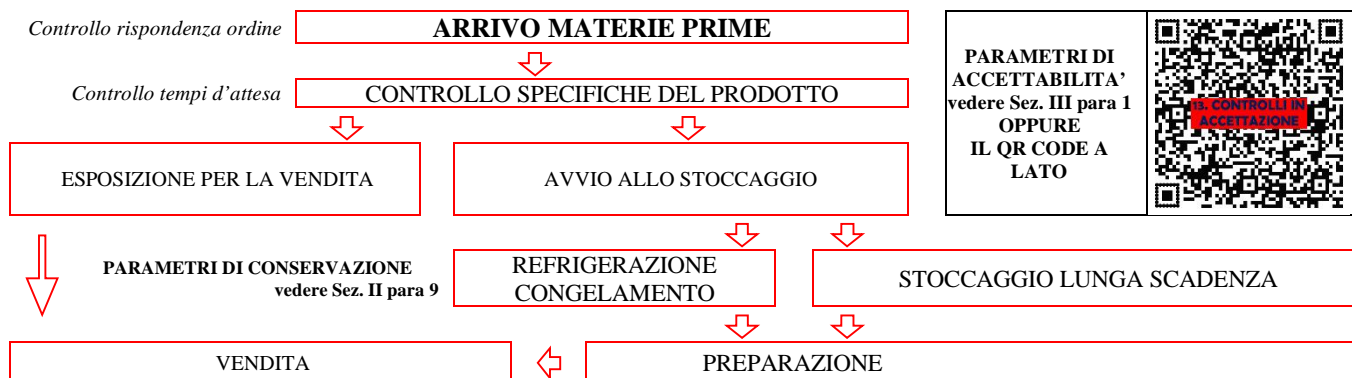 Controllo rispondenza ordine
ARRIVO MATERIE PRIME
Controllo tempi d'attesa
CONTROLLO SPECIFICHE DEL PRODOTTO
PARAMETRI DI
ACCETTABILITA'
vedere Sez. III para 1
OPPURE
IL QR CODE A
LATO
13. CONTROLLI IN
ACCETTAZIONE
ESPOSIZIONE PER LA VENDITA
AVVIO ALLO STOCCAGGIO
PARAMETRI DI CONSERVAZIONE
vedere Sez. II para 9
REFRIGERAZIONE
CONGELAMENTO
STOCCAGGIO LUNGA SCADENZA
VENDITA
PREPARAZIONE